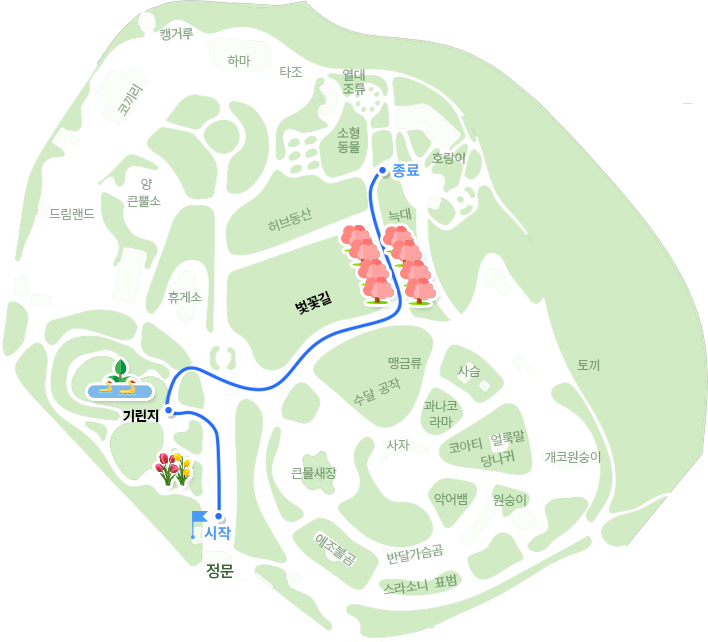 캥거루
하마
타조
열대
조류
코끼리
소형
동물
호랑이
종료
양
큰뿔소
드림랜드
허브동산
늑대
벚꽃길
휴게소
맹금류
사슴
토끼
수달 공작
과나코
라마
기린지
사자
코아티 얼룩말
당나귀
개코원숭이
큰물새장
악어뱀
원숭이
시작
애조불곰
반달가슴곰
정문
스라소니 표범